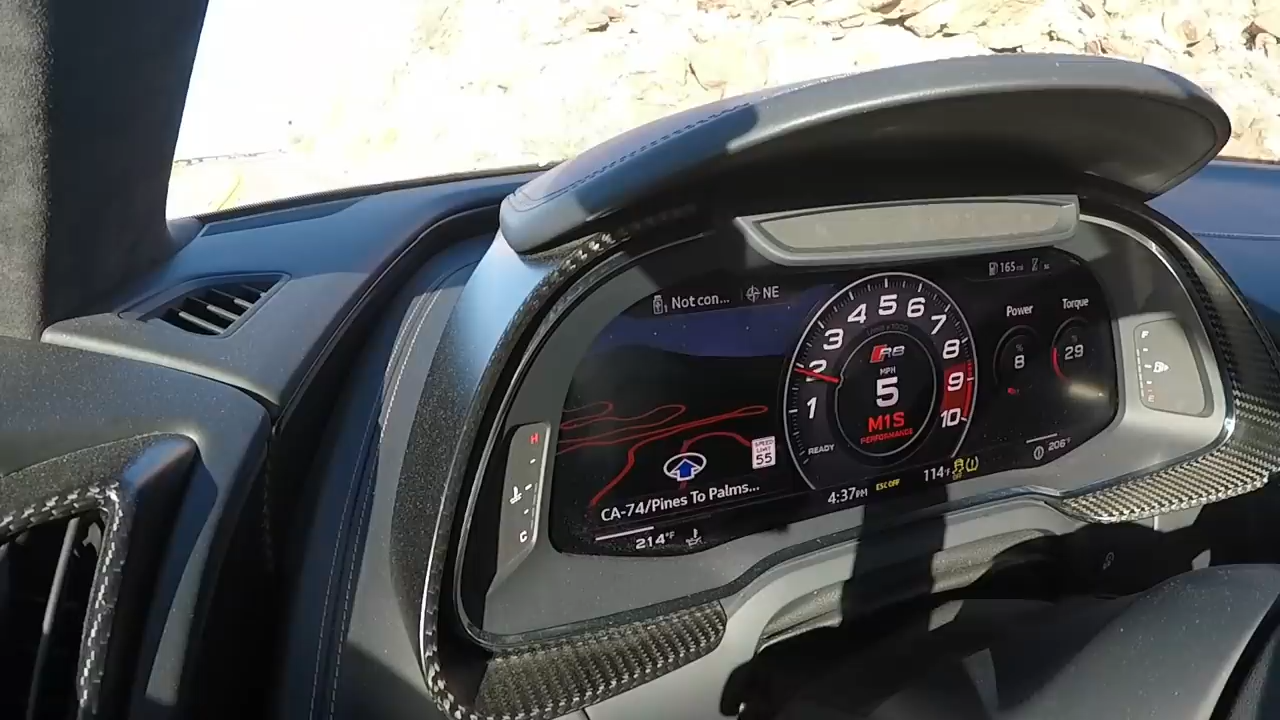 Not con...
NE
165 mi
1
2
3
4
5
6
7
8
9
10
R8
MPH
5
M1S
PERFORMANCE
READY
Power
%
8
Torque
%
29
SPEED LIMIT 55
CA-74/Pines To Palms...
214°F
4:37PM
ESC OFF
114°F
OFF
206°F
H
C
F
E